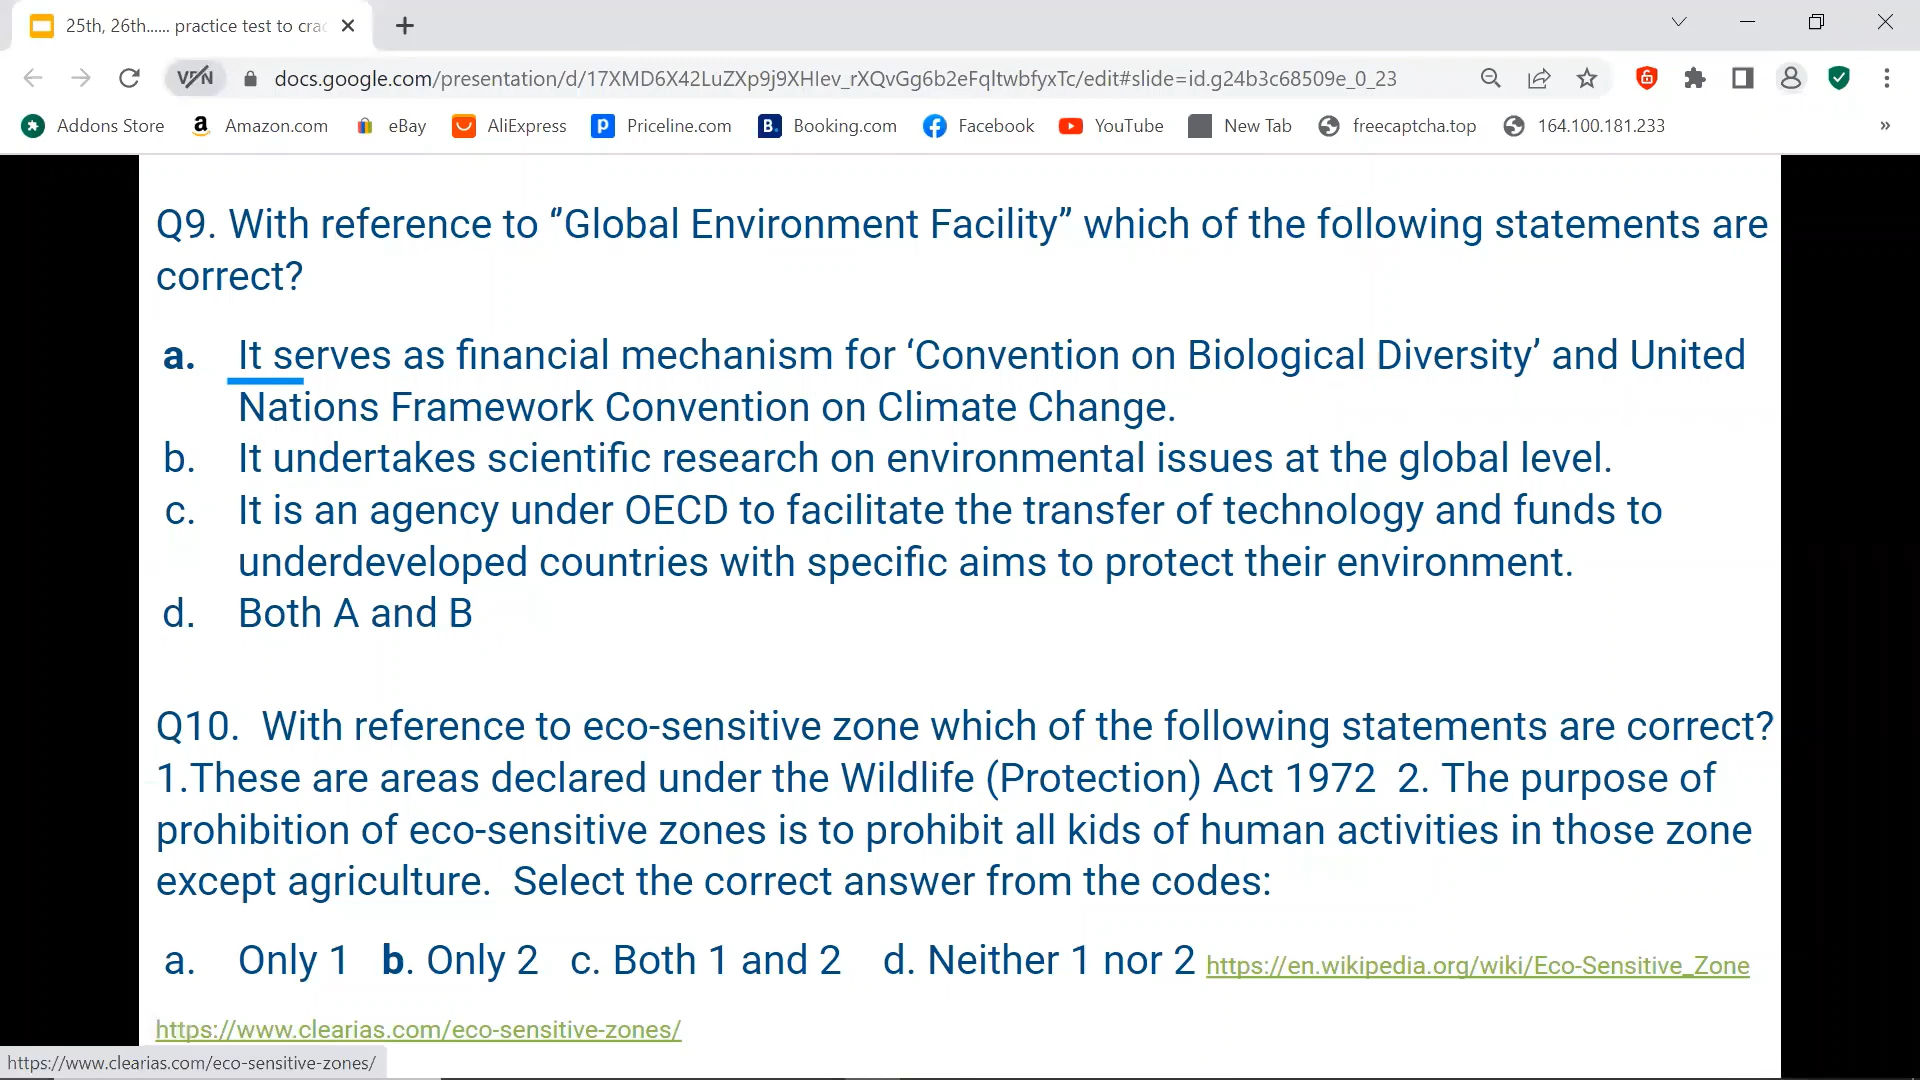 25th, 26th...... practice test to crac
VPN
docs.google.com/presentation/d/17XMD6X42LuZXp9j9XHIev_rXQvGg6b2eFqItwbfyxTc/edit#slide=id.g24b3c68509e_0_23
Addons Store Amazon.com eBay AliExpress Priceline.com Booking.com Facebook YouTube New Tab freecaptcha.top 164.100.181.233 »
Q9. With reference to “Global Environment Facility” which of the following statements are
correct?
a. It serves as financial mechanism for ‘Convention on Biological Diversity’ and United
Nations Framework Convention on Climate Change.
b. It undertakes scientific research on environmental issues at the global level.
c. It is an agency under OECD to facilitate the transfer of technology and funds to
underdeveloped countries with specific aims to protect their environment.
d. Both A and B
Q10. With reference to eco-sensitive zone which of the following statements are correct?
1.These are areas declared under the Wildlife (Protection) Act 1972 2. The purpose of
prohibition of eco-sensitive zones is to prohibit all kids of human activities in those zone
except agriculture. Select the correct answer from the codes:
a. Only 1 b. Only 2 c. Both 1 and 2 d. Neither 1 nor 2 https://en.wikipedia.org/wiki/Eco-Sensitive_Zone
https://www.clearias.com/eco-sensitive-zones/
https://www.clearias.com/eco-sensitive-zones/